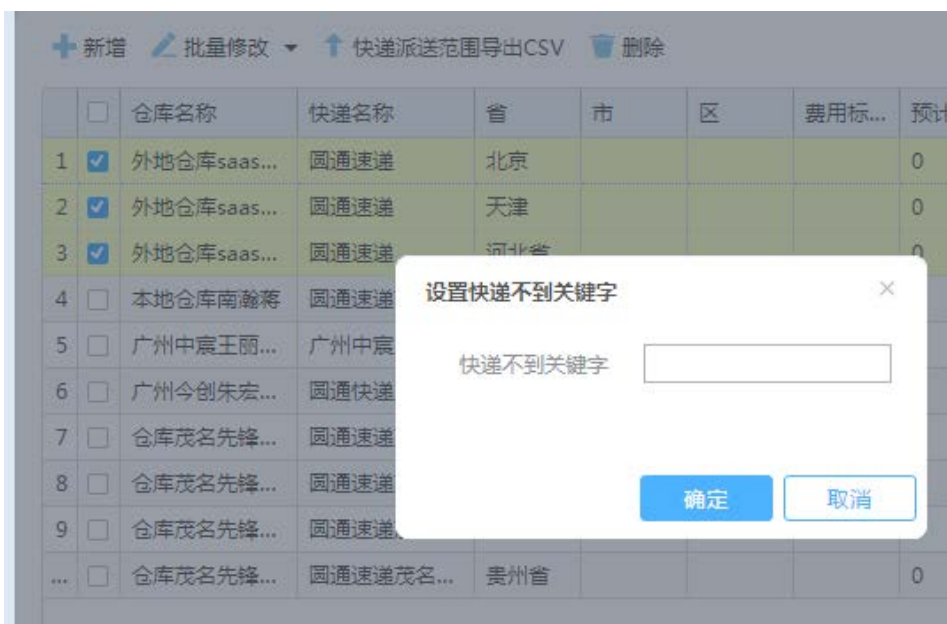 新增 批量修改 快递派送范围导出CSV 删除
仓库名称 快递名称 省 市 区 费用标... 预计
1 外地仓库saas... 圆通速递 北京 0
2 外地仓库saas... 圆通速递 天津 0
3 外地仓库saas... 圆通速递 河北省 0
设置快递不到关键字
4 本地仓库南瀚蒋 圆通速递
5 广州中宸王丽... 广州中宸
快递不到关键字
6 广州今创朱宏... 圆通快递
7 仓库茂名先锋... 圆通速递
8 仓库茂名先锋... 圆通速递
确定 取消
9 仓库茂名先锋... 圆通速递
... 仓库茂名先锋... 圆通速递茂名... 贵州省 0